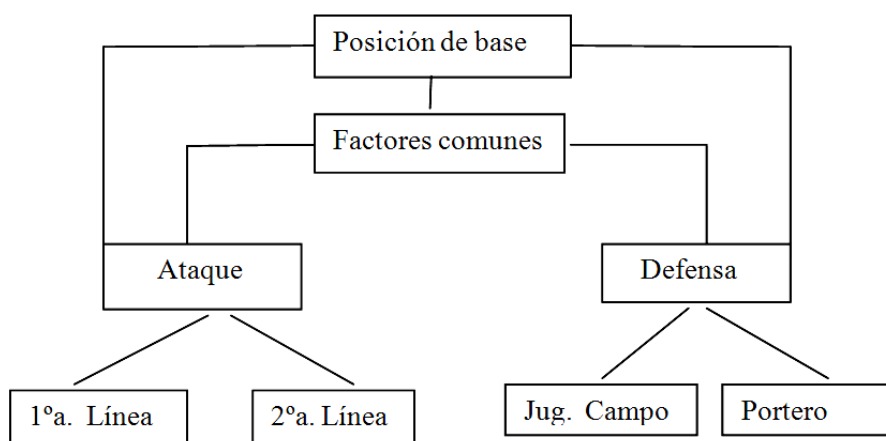 Posición de base
Factores comunes
Ataque
Defensa
1ºa. Línea
2ºa. Línea
Jug. Campo
Portero